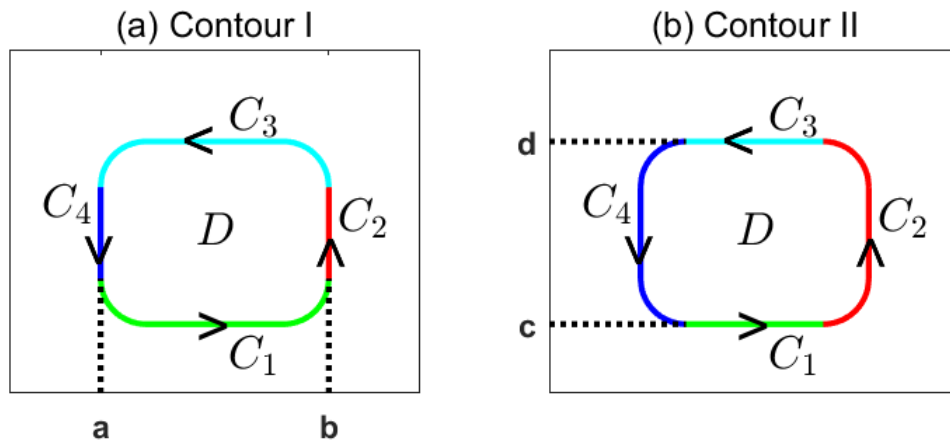 (a) Contour I
C₃
C₄
D
C₂
C₁
a
b
(b) Contour II
d
C₃
C₄
D
C₂
c
C₁